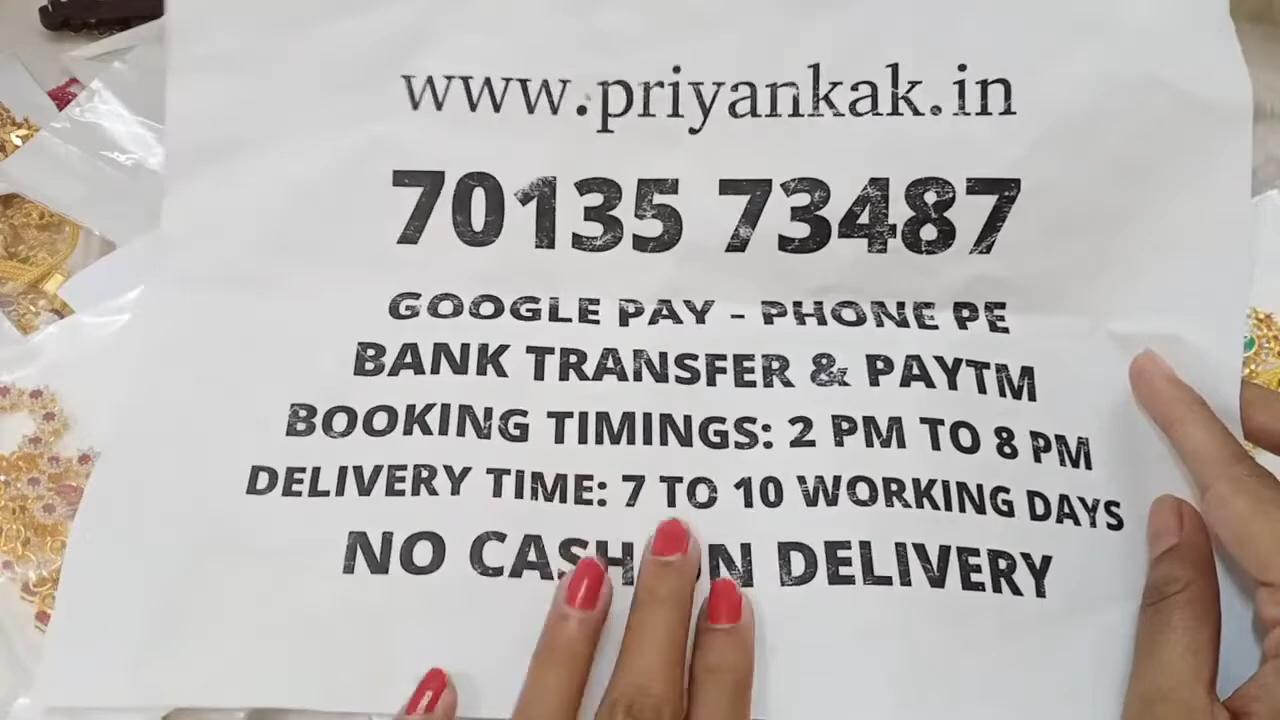 www.priyankak.in
70135 73487
GOOGLE PAY - PHONE PE
BANK TRANSFER & PAYTM
BOOKING TIMINGS: 2 PM TO 8 PM
DELIVERY TIME: 7 TO 10 WORKING DAYS
NO CASH ON DELIVERY